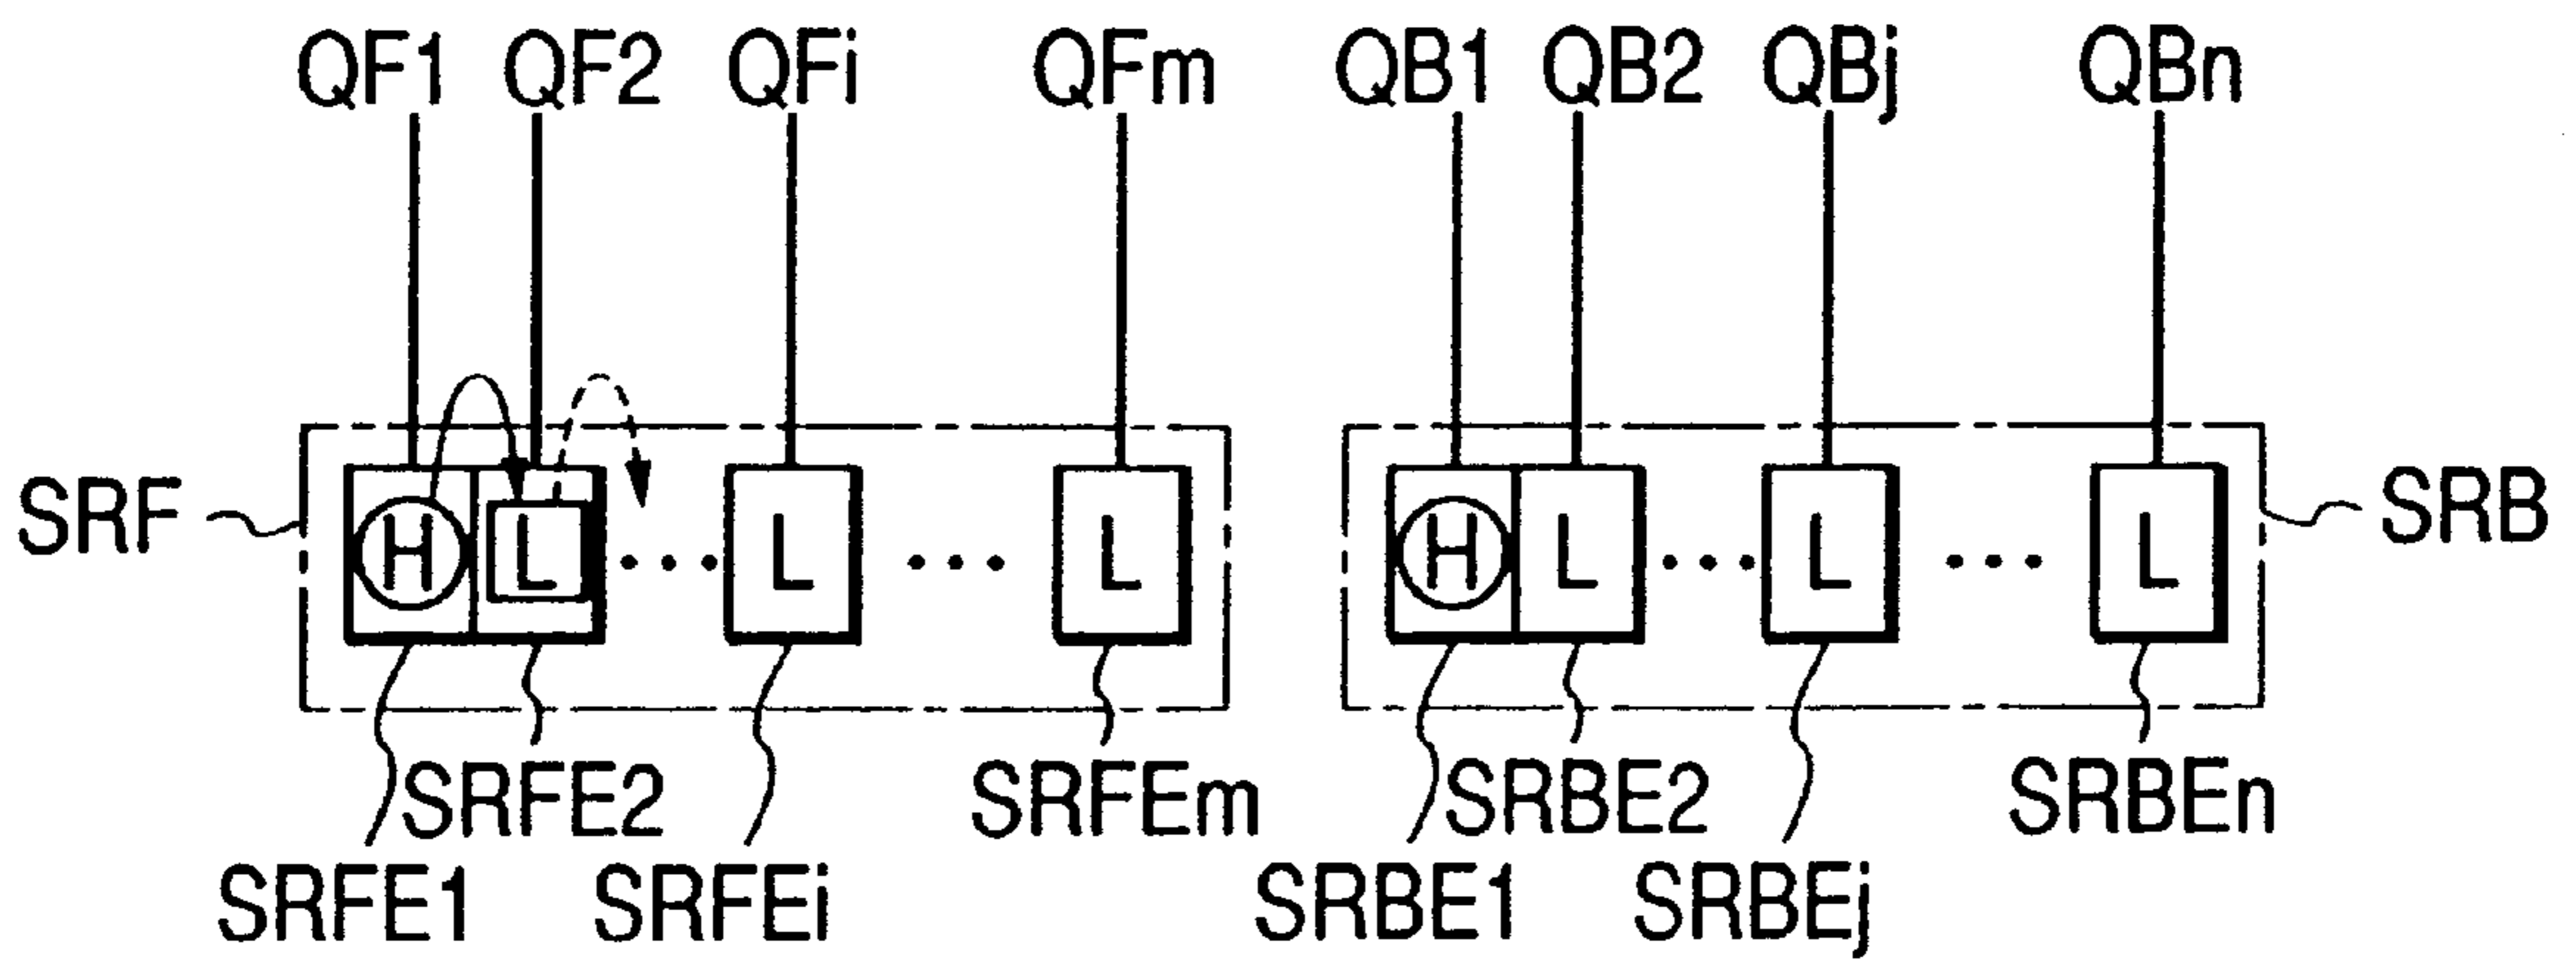 QF1 QF2 QFi QFm QB1 QB2 QBj QBn
SRF H L ... L ... L H L ... L ... L SRB
SRFE2 SRFEm SRBE2 SRBEn
SRFE1 SRFEi SRBE1 SRBEj